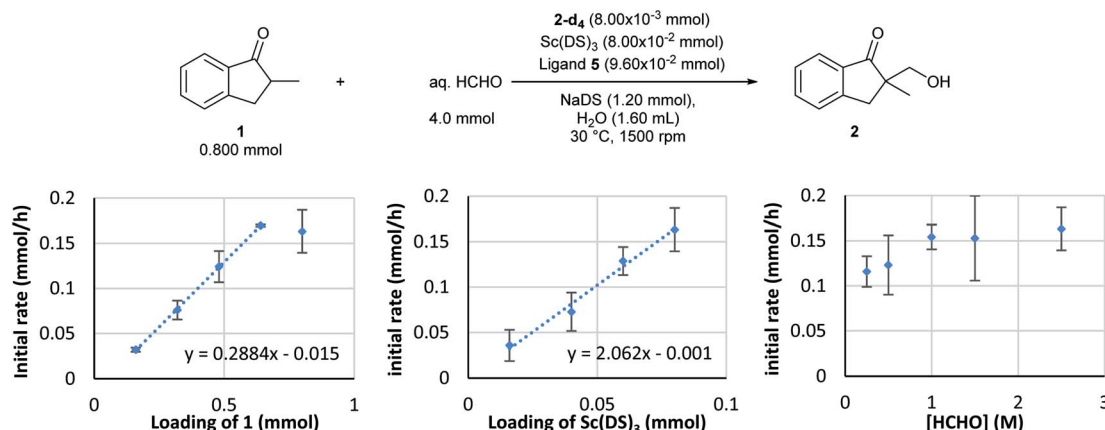 O
+
1
0.800 mmol
aq. HCHO
4.0 mmol
2-d₄ (8.00x10⁻³ mmol)
Sc(DS)₃ (8.00x10⁻² mmol)
Ligand 5 (9.60x10⁻² mmol)
NaDS (1.20 mmol),
H₂O (1.60 mL)
30 °C, 1500 rpm
O
OH
2
Initial rate (mmol/h)
0.2
0.15
0.1
0.05
0
y = 0.2884x - 0.015
0 0.5 1
Loading of 1 (mmol)
initial rate (mmol/h)
0.2
0.15
0.1
0.05
0
y = 2.062x - 0.001
0 0.05 0.1
Loading of Sc(DS)₃ (mmol)
initial rate (mmol/h)
0.2
0.15
0.1
0.05
0
0 1 2 3
[HCHO] (M)